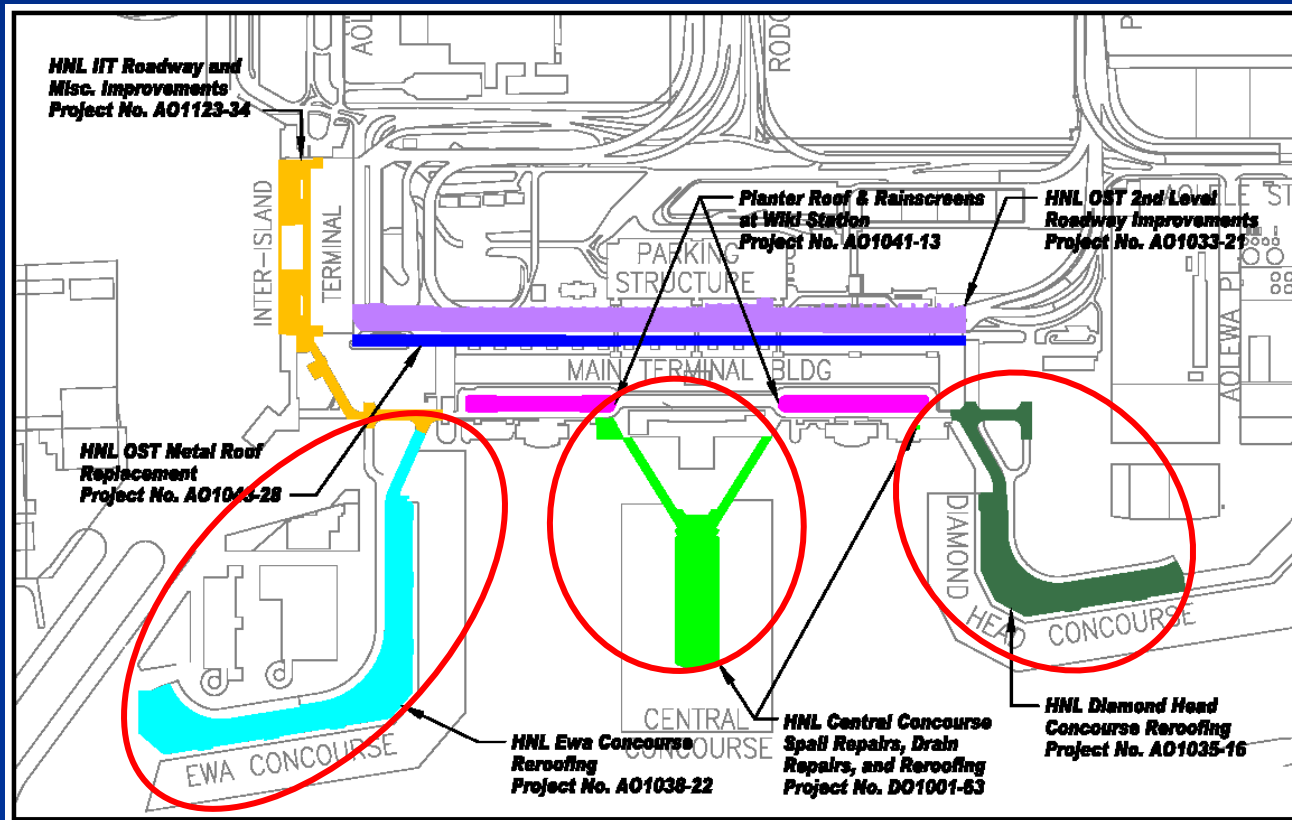 HNL IIT Roadway and
Misc. Improvements
Project No. AO1123-34
INTER-ISLAND
TERMINAL
PARKING
STRUCTURE
Planter Roof & Rainscreens
at Wiki Station
Project No. AO1041-13
HNL OST 2nd Level
Roadway Improvements
Project No. AO1033-21
AOLEWA PL
MAIN TERMINAL BLDG
HNL OST Metal Roof
Replacement
DIAMOND
HEAD CONCOURSE
EWA CONCOURSE
HNL Ewa Concourse
Reroofing
Project No. AO1038-22
CENTRAL
CONCOURSE
HNL Central Concourse
Spall Repairs, Drain
Repairs, and Reroofing
Project No. DO1001-53
HNL Diamond Head
Concourse Reroofing
Project No. AO1035-16